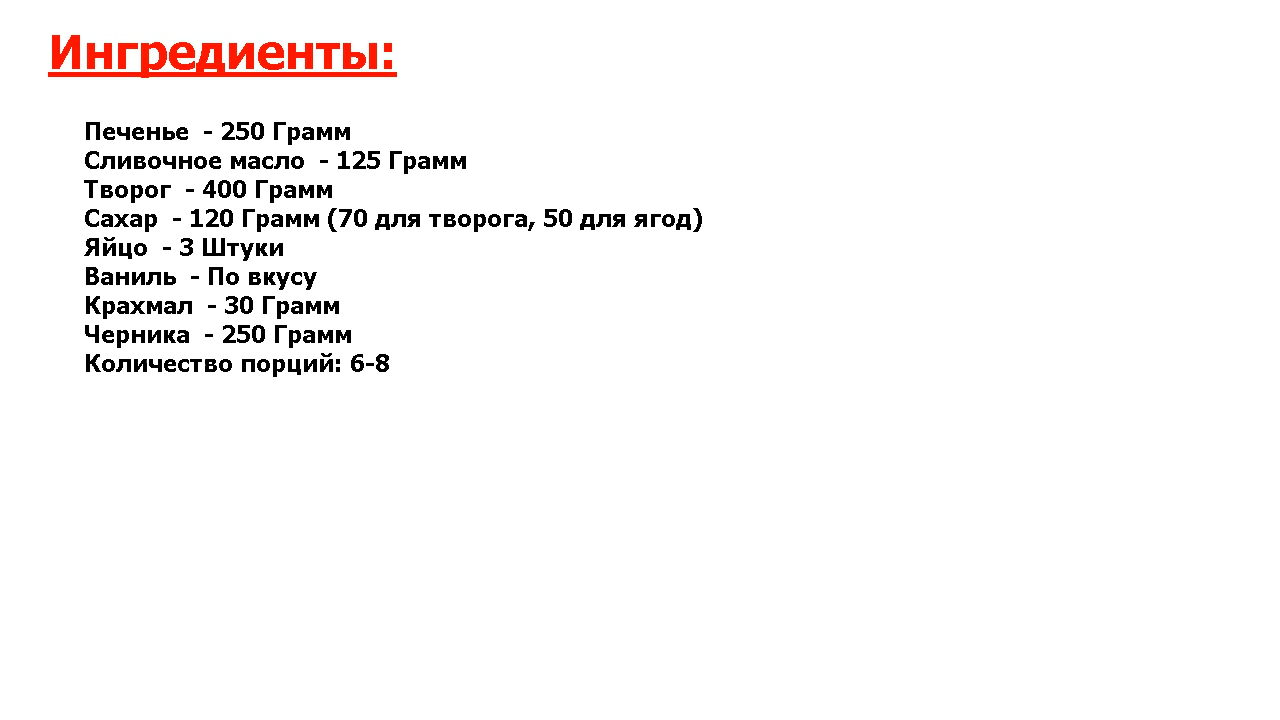 Ингредиенты:
Печенье - 250 Грамм
Сливочное масло - 125 Грамм
Творог - 400 Грамм
Сахар - 120 Грамм (70 для творога, 50 для ягод)
Яйцо - 3 Штуки
Ваниль - По вкусу
Крахмал - 30 Грамм
Черника - 250 Грамм
Количество порций: 6-8